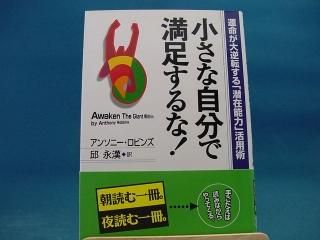 運命が大逆転する「潜在能力」活用術
小さな自分で
満足するな!
Awaken The Giant Within
by Anthony Robbins
アンソニー・ロビンズ
邱 永漢・訳
朝読む一冊。
夜読む一冊。